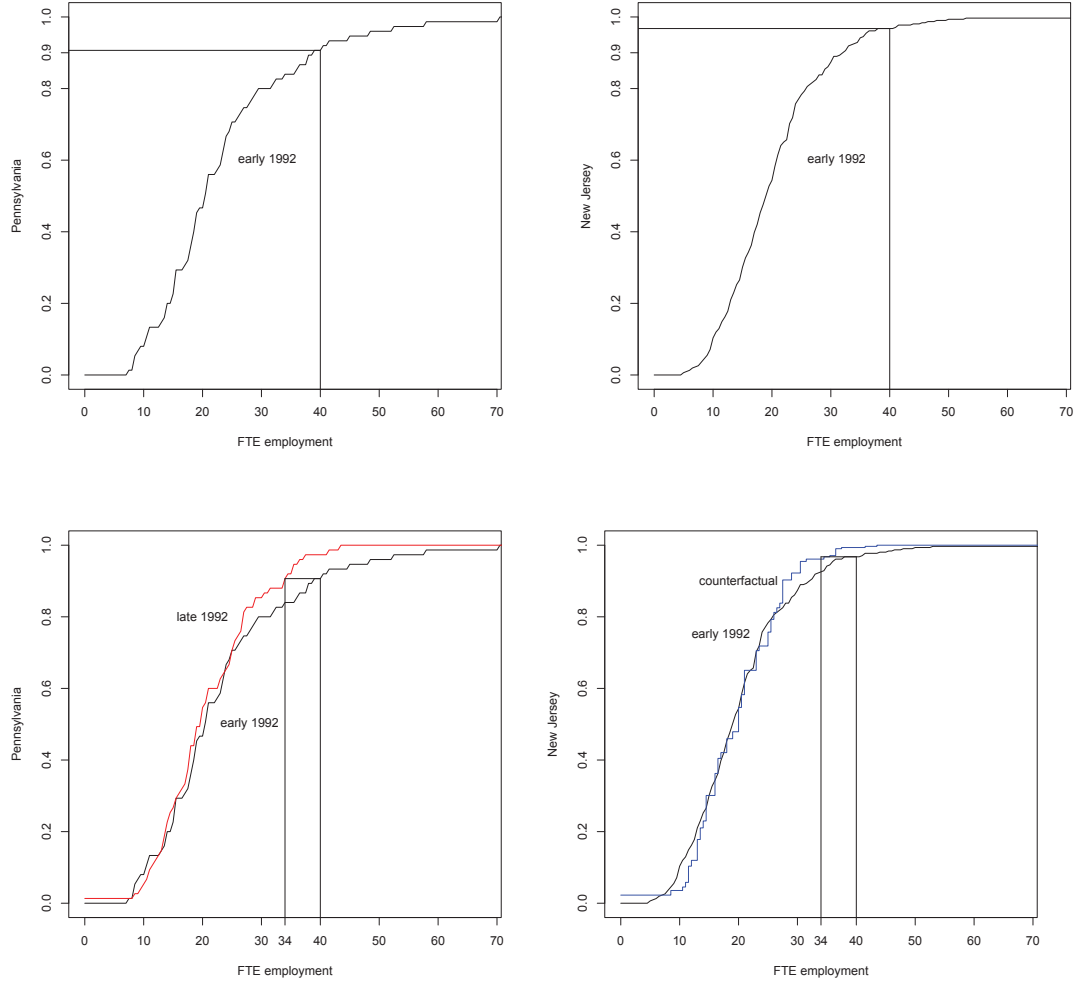 Pennsylvania
0.0 0.2 0.4 0.6 0.8 0.9 1.0
early 1992
0 10 20 30 40 50 60 70
FTE employment
New Jersey
0.0 0.2 0.4 0.6 0.8 0.9 1.0
early 1992
0 10 20 30 40 50 60 70
FTE employment
Pennsylvania
0.0 0.2 0.4 0.6 0.8 1.0
late 1992
early 1992
0 10 20 30 34 40 50 60 70
FTE employment
New Jersey
0.0 0.2 0.4 0.6 0.8 1.0
counterfactual
early 1992
0 10 20 30 34 40 50 60 70
FTE employment